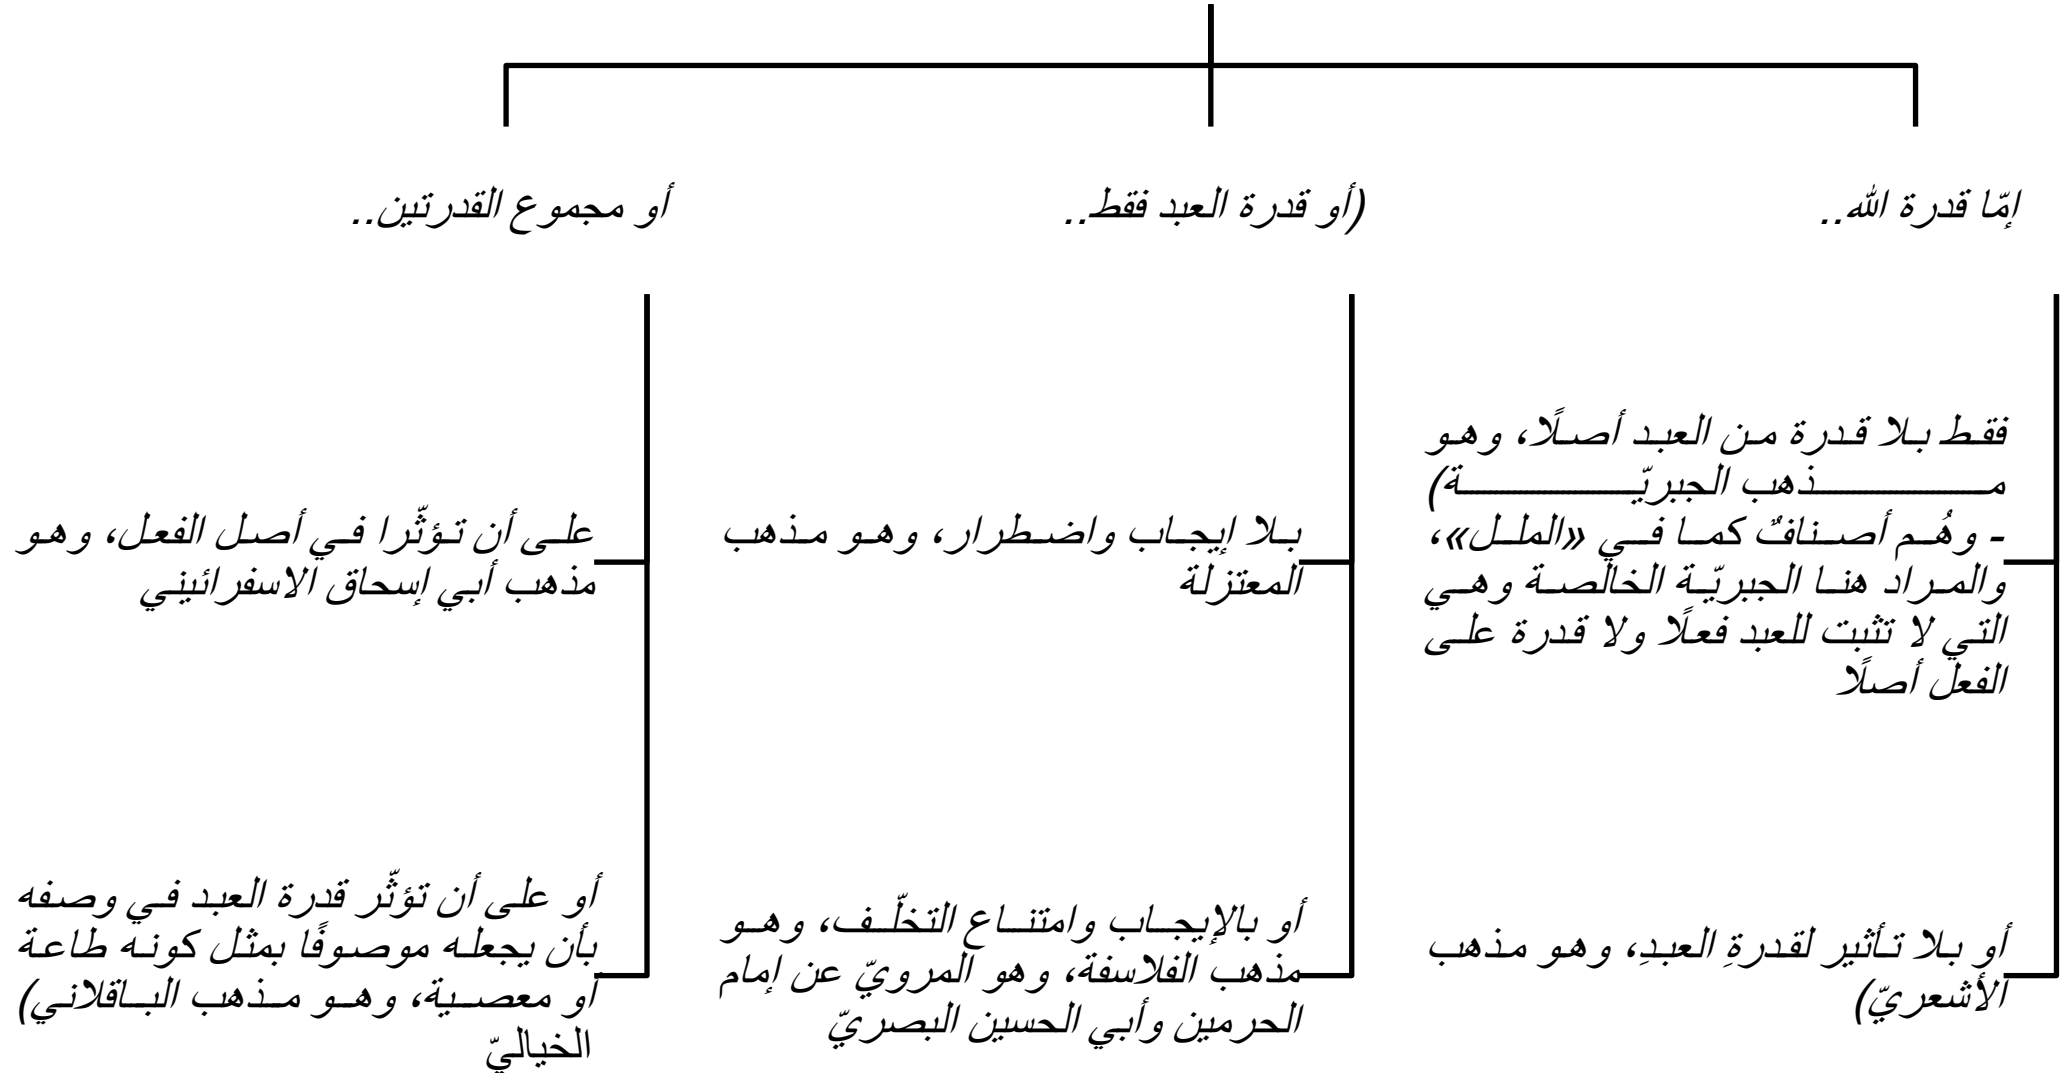 إمّا قدرة الله..
فقط بلا قدرة من العبد أصلًا، وهو
مذهب الجبريّة)
- وهُم أصنافٌ كما في «الملل»،
والمراد هنا الجبريّة الخالصة وهي
التي لا تثبت للعبد فعلًا ولا قدرة على
الفعل أصلًا
أو بلا تأثير لقدرةِ العبدِ، وهو مذهب
الأشعريّ)
(أو قدرة العبد فقط..
بلا إيجاب واضطرار، وهو مذهب
المعتزلة
أو بالإيجاب وامتناع التخلّف، وهو
مذهب الفلاسفة، وهو المرويّ عن إمام
الحرمين وأبي الحسين البصريّ
أو مجموع القدرتين..
على أن تؤثّرا في أصل الفعل، وهو
مذهب أبي إسحاق الاسفرائيني
أو على أن تؤثّر قدرة العبد في وصفه
بأن يجعله موصوفًا بمثل كونه طاعة
أو معصية، وهو مذهب الباقلاني)
الخياليّ